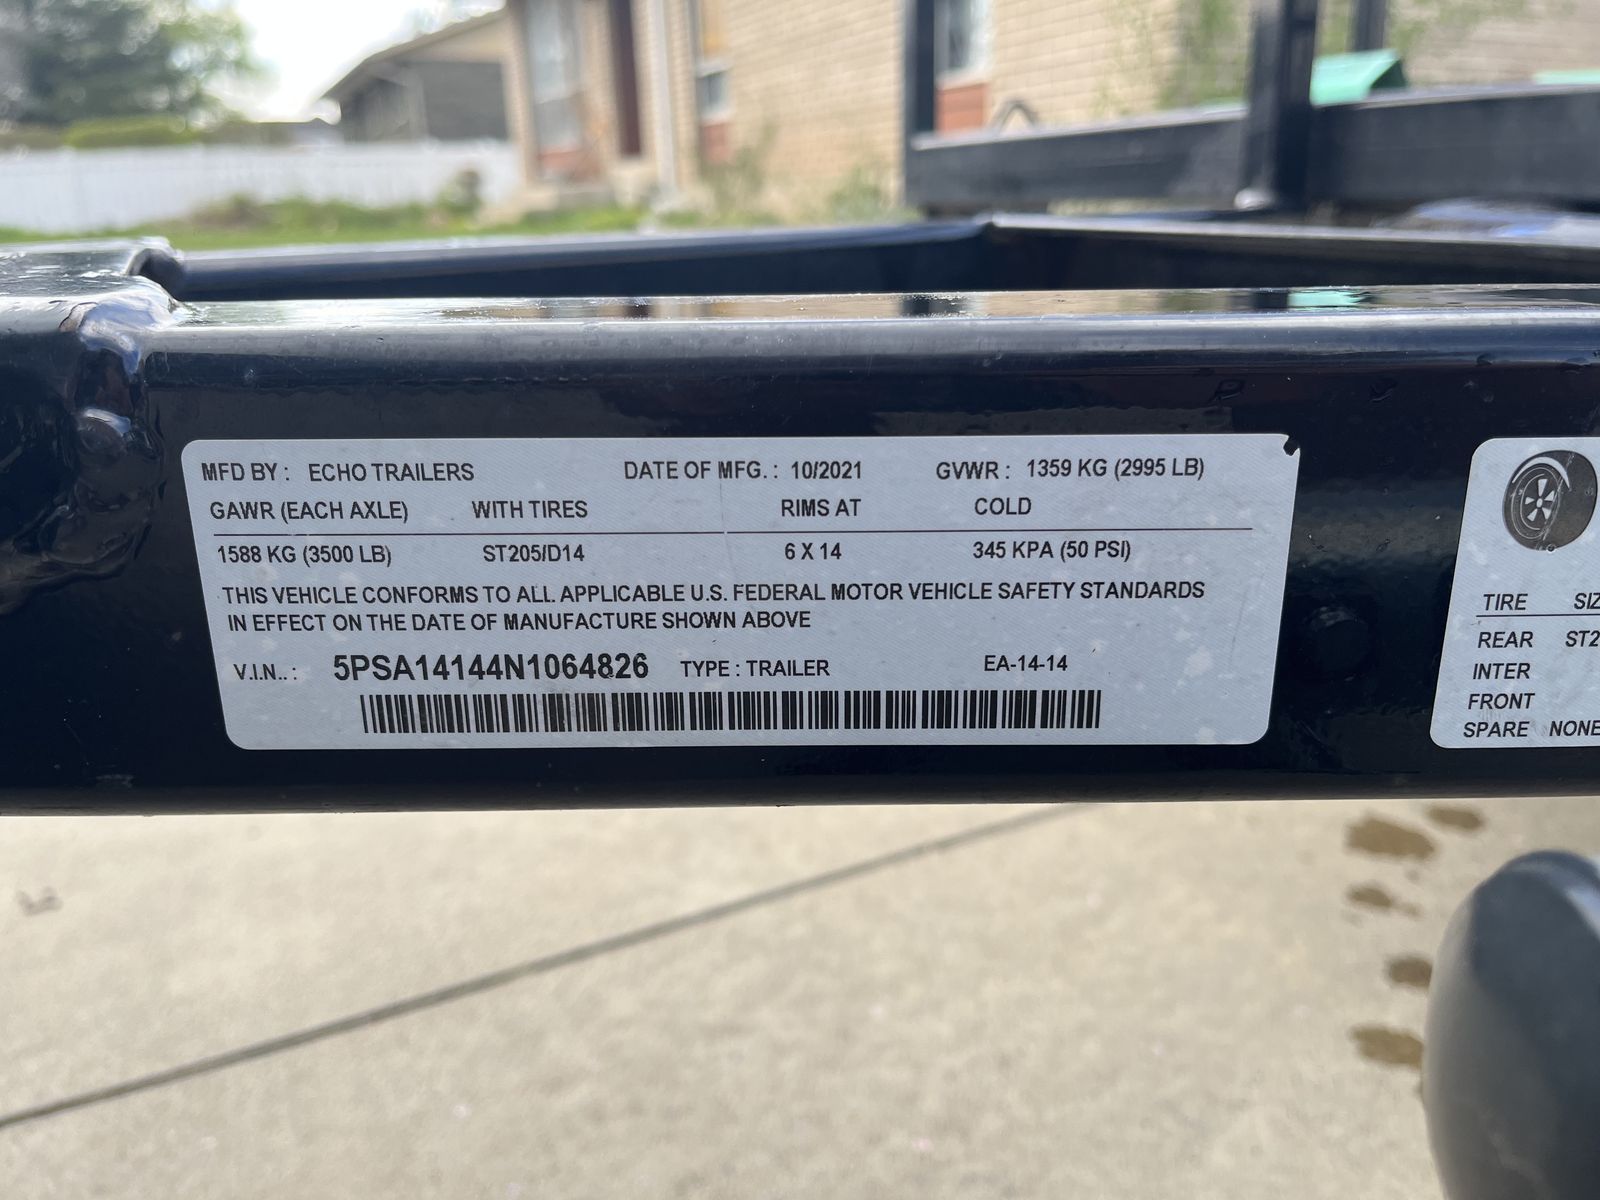 MFD BY : ECHO TRAILERS DATE OF MFG. : 10/2021 GVWR : 1359 KG (2995 LB)
GAWR (EACH AXLE) WITH TIRES RIMS AT COLD
1588 KG (3500 LB) ST205/D14 6 X 14 345 KPA (50 PSI)
THIS VEHICLE CONFORMS TO ALL APPLICABLE U.S. FEDERAL MOTOR VEHICLE SAFETY STANDARDS
IN EFFECT ON THE DATE OF MANUFACTURE SHOWN ABOVE
V.I.N.. : 5PSA14144N1064826 TYPE : TRAILER EA-14-14
TIRE SIZ
REAR ST2
INTER
FRONT
SPARE NONE